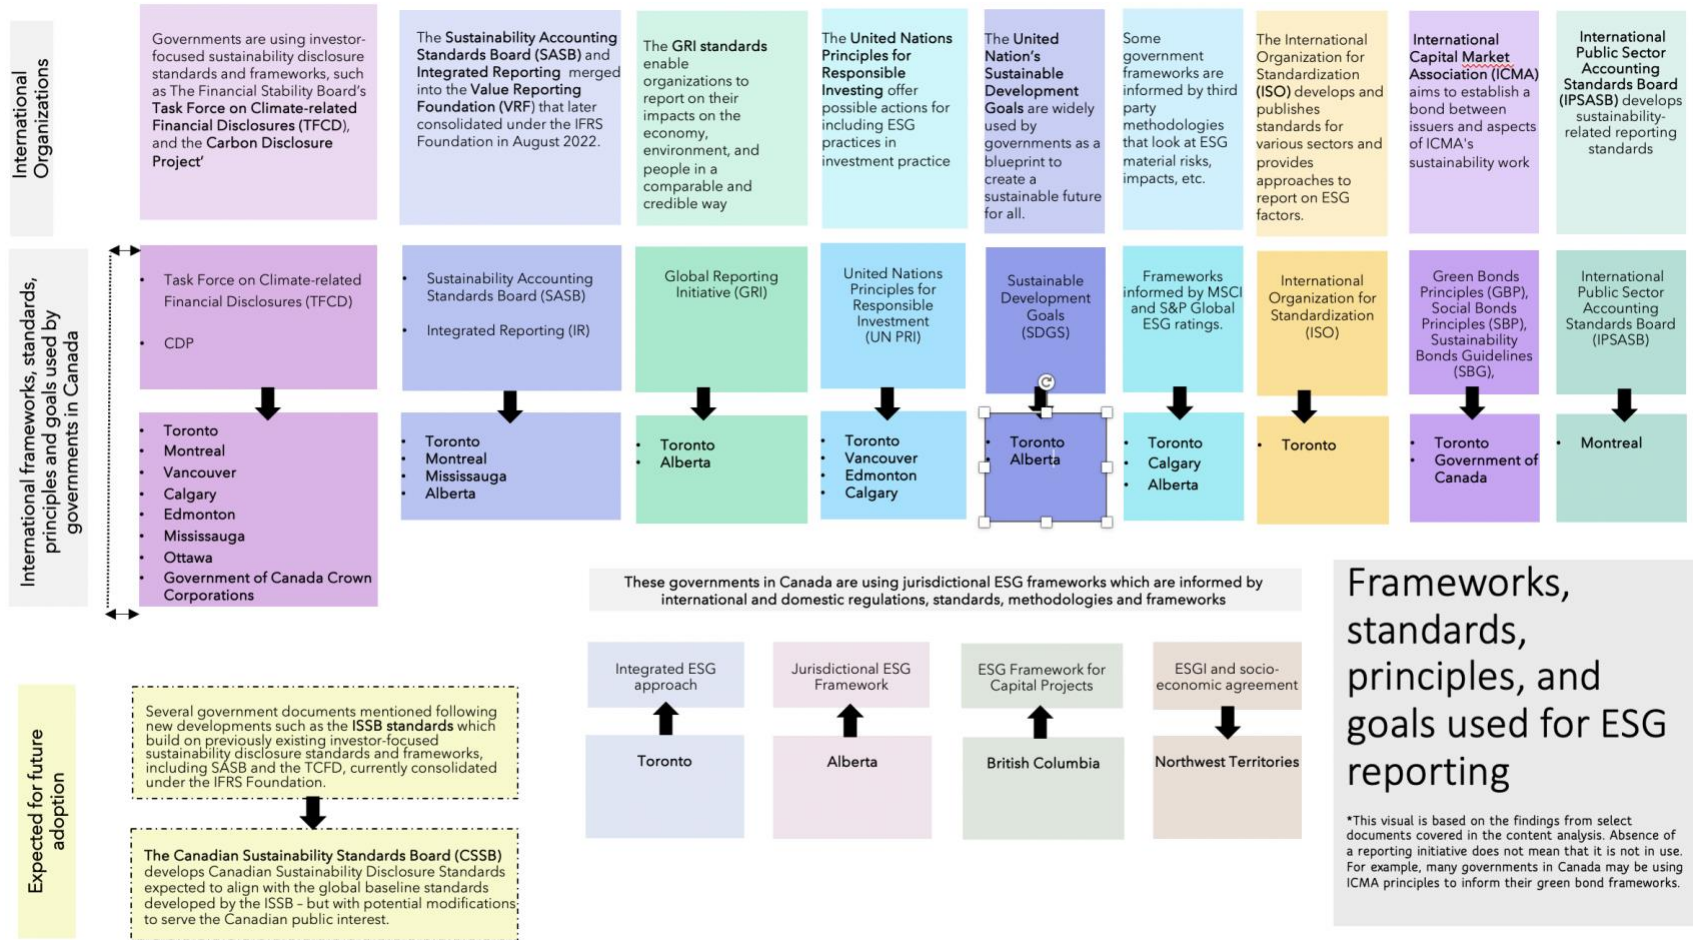 International
Organizations
Governments are using investor-
focused sustainability disclosure
standards and frameworks, such
as The Financial Stability Board's
Task Force on Climate-related
Financial Disclosures (TFCD),
and the Carbon Disclosure
Project'
The Sustainability Accounting
Standards Board (SASB) and
Integrated Reporting merged
into the Value Reporting
Foundation (VRF) that later
consolidated under the IFRS
Foundation in August 2022.
The GRI standards
enable
organizations to
report on their
impacts on the
economy,
environment, and
people in a
comparable and
credible way
The United Nations
Principles for
Responsible
Investing offer
possible actions for
including ESG
practices in
investment practice
The United
Nation's
Sustainable
Development
Goals are widely
used by
governments as a
blueprint to
create a
sustainable future
for all.
Some
government
frameworks are
informed by third
party
methodologies
that look at ESG
material risks,
impacts, etc.
The International
Organization for
Standardization
(ISO) develops and
publishes
standards for
various sectors and
provides
approaches to
report on ESG
factors.
International
Capital Market
Association (ICMA)
aims to establish a
bond between
issuers and aspects
of ICMA's
sustainability work
International
Public Sector
Accounting
Standards Board
(IPSASB) develops
sustainability-
related reporting
standards
International frameworks, standards,
principles and goals used by
governments in Canada
• Task Force on Climate-related
Financial Disclosures (TFCD)
• CDP
• Sustainability Accounting
Standards Board (SASB)
• Integrated Reporting (IR)
Global Reporting
Initiative (GRI)
United Nations
Principles for
Responsible
Investment
(UN PRI)
Sustainable
Development
Goals
(SDGS)
Frameworks
informed by MSCI
and S&P Global
ESG ratings.
International
Organization for
Standardization
(ISO)
Green Bonds
Principles (GBP),
Social Bonds
Principles (SBP),
Sustainability
Bonds Guidelines
(SBG),
International
Public Sector
Accounting
Standards Board
(IPSASB)
• Toronto
• Montreal
• Vancouver
• Calgary
• Edmonton
• Mississauga
• Ottawa
• Government of Canada Crown
Corporations
• Toronto
• Montreal
• Mississauga
• Alberta
• Toronto
• Alberta
• Toronto
• Vancouver
• Edmonton
• Calgary
• Toronto
• Alberta
• Toronto
• Calgary
• Alberta
• Toronto
• Toronto
• Government of
Canada
• Montreal
These governments in Canada are using jurisdictional ESG frameworks which are informed by
international and domestic regulations, standards, methodologies and frameworks
Integrated ESG
approach
Jurisdictional ESG
Framework
ESG Framework for
Capital Projects
ESGI and socio-
economic agreement
Toronto
Alberta
British Columbia
Northwest Territories
Expected for future
adoption
Several government documents mentioned following
new developments such as the ISSB standards which
build on previously existing investor-focused
sustainability disclosure standards and frameworks,
including SASB and the TCFD, currently consolidated
under the IFRS Foundation.
The Canadian Sustainability Standards Board (CSSB)
develops Canadian Sustainability Disclosure Standards
expected to align with the global baseline standards
developed by the ISSB – but with potential modifications
to serve the Canadian public interest.
Frameworks,
standards,
principles, and
goals used for ESG
reporting
*This visual is based on the findings from select
documents covered in the content analysis. Absence of
a reporting initiative does not mean that it is not in use.
For example, many governments in Canada may be using
ICMA principles to inform their green bond frameworks.